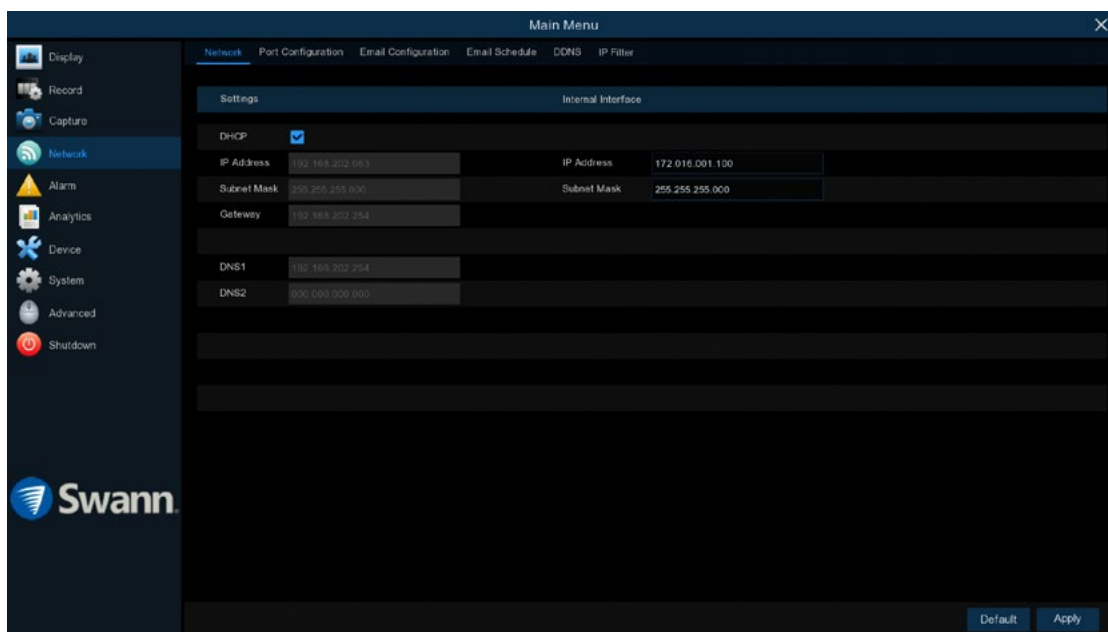 Main Menu
Display
Record
Capture
Network
Alarm
Analytics
Device
System
Advanced
Shutdown
Swann
Network Port Configuration Email Configuration Email Schedule DDNS IP Filter
Settings Internal Interface
DHCP
IP Address 192.168.202.063 IP Address 172.016.001.100
Subnet Mask 255.255.255.000 Subnet Mask 255.255.255.000
Gateway 192.168.202.254
DNS1 192.168.202.254
DNS2 000.000.000.000
Default Apply